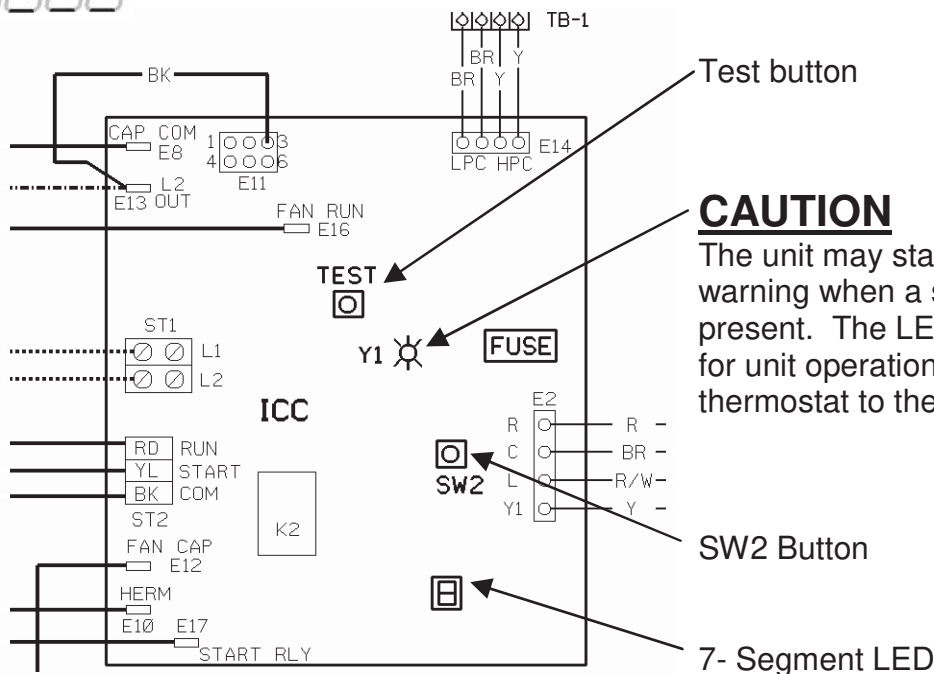 TB-1
BR Y
BR Y
BK
Test button
CAP COM
E8
1 3
4 6
E11
E14
LPC HPC
L2
OUT
E13
FAN RUN
E16
CAUTION
The unit may sta
warning when a s
present. The LE
for unit operation
thermostat to the
TEST
ST1
L1
L2
Y1
FUSE
ICC
E2
R R
C BR
L R/W
Y1 Y
SW2
RD RUN
YL START
BK COM
ST2
K2
SW2 Button
FAN CAP
E12
HERM
E10 E17
START RLY
7- Segment LED